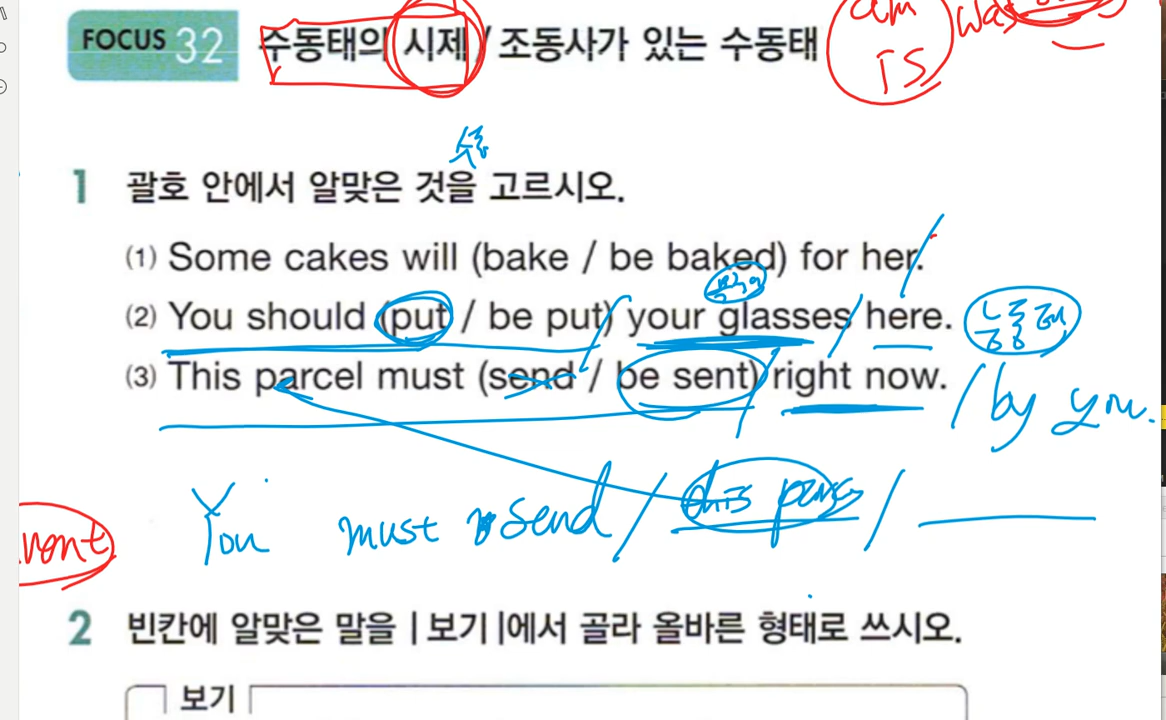 am
was
is
FOCUS 32 수동태의 시제 / 조동사가 있는 수동태
1 괄호 안에서 알맞은 것을 고르시오.
(1) Some cakes will (bake / be baked) for her.
(2) You should (put / be put) your glasses / here. 능동태
(3) This parcel must (send / be sent) / right now. / by you.
You must send / this / 
2 빈칸에 알맞은 말을 | 보기 |에서 골라 올바른 형태로 쓰시오.
보기